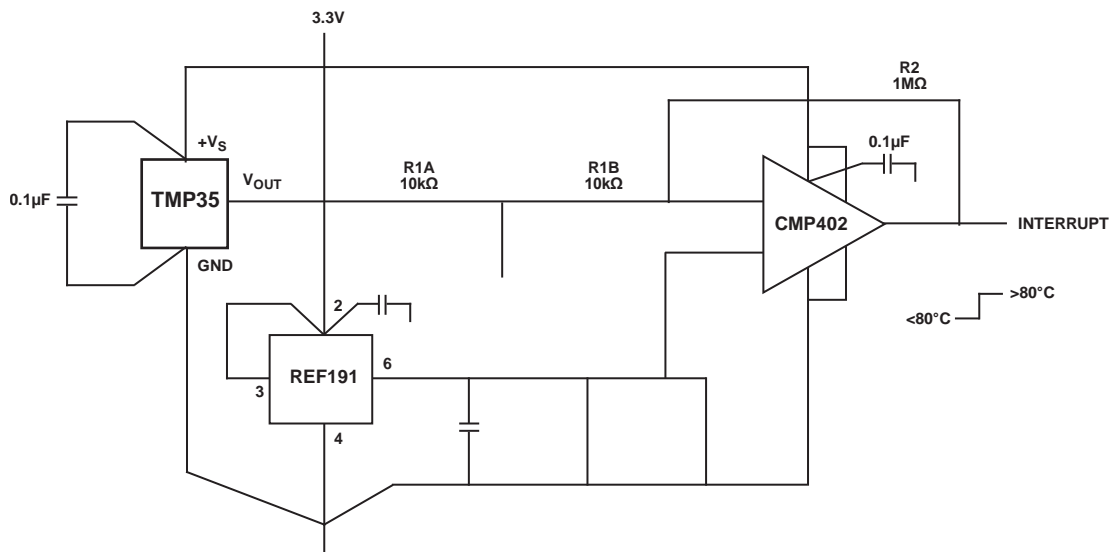 3.3V
R2
1MΩ
+VS
0.1µF
R1A
10kΩ
R1B
10kΩ
VOUT
0.1µF
TMP35
CMP402
INTERRUPT
GND
>80°C
<80°C
2
REF191
6
3
4